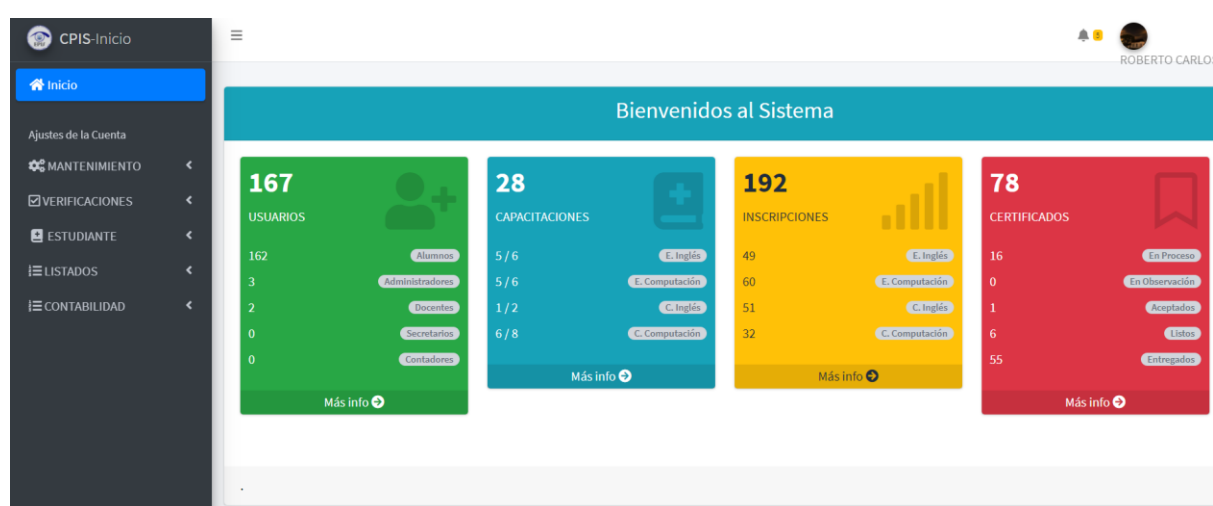 CPIS-Inicio
5
ROBERTO CARLO
Inicio
Ajustes de la Cuenta
MANTENIMIENTO
VERIFICACIONES
ESTUDIANTE
LISTADOS
CONTABILIDAD
Bienvenidos al Sistema
167
USUARIOS
162 Alumnos
3 Administradores
2 Docentes
0 Secretarios
0 Contadores
Más info
28
CAPACITACIONES
5 / 6 E. Inglés
5 / 6 E. Computación
1 / 2 C. Inglés
6 / 8 C. Computación
Más info
192
INSCRIPCIONES
49 E. Inglés
60 E. Computación
51 C. Inglés
32 C. Computación
Más info
78
CERTIFICADOS
16 En Proceso
0 En Observación
1 Aceptados
6 Listos
55 Entregados
Más info
.